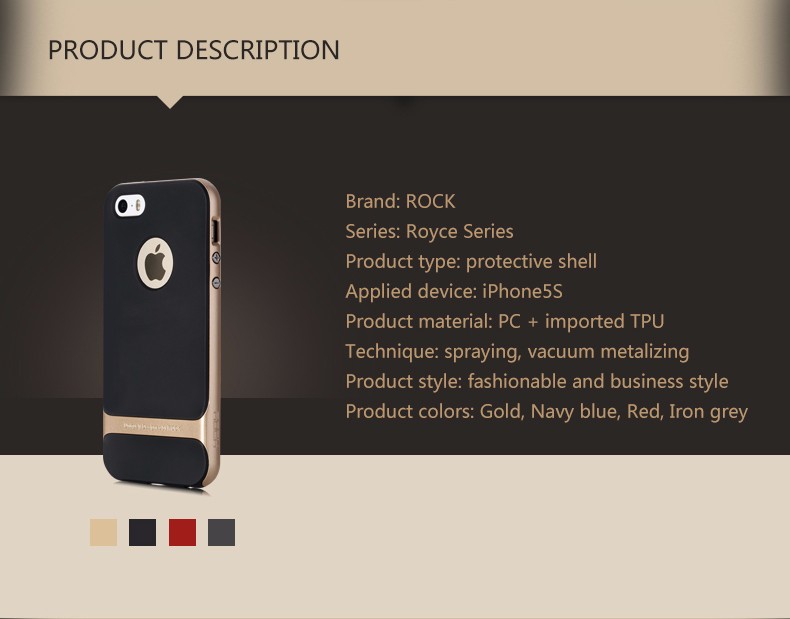 PRODUCT DESCRIPTION
Brand: ROCK
Series: Royce Series
Product type: protective shell
Applied device: iPhone5S
Product material: PC + imported TPU
Technique: spraying, vacuum metalizing
Product style: fashionable and business style
Product colors: Gold, Navy blue, Red, Iron grey